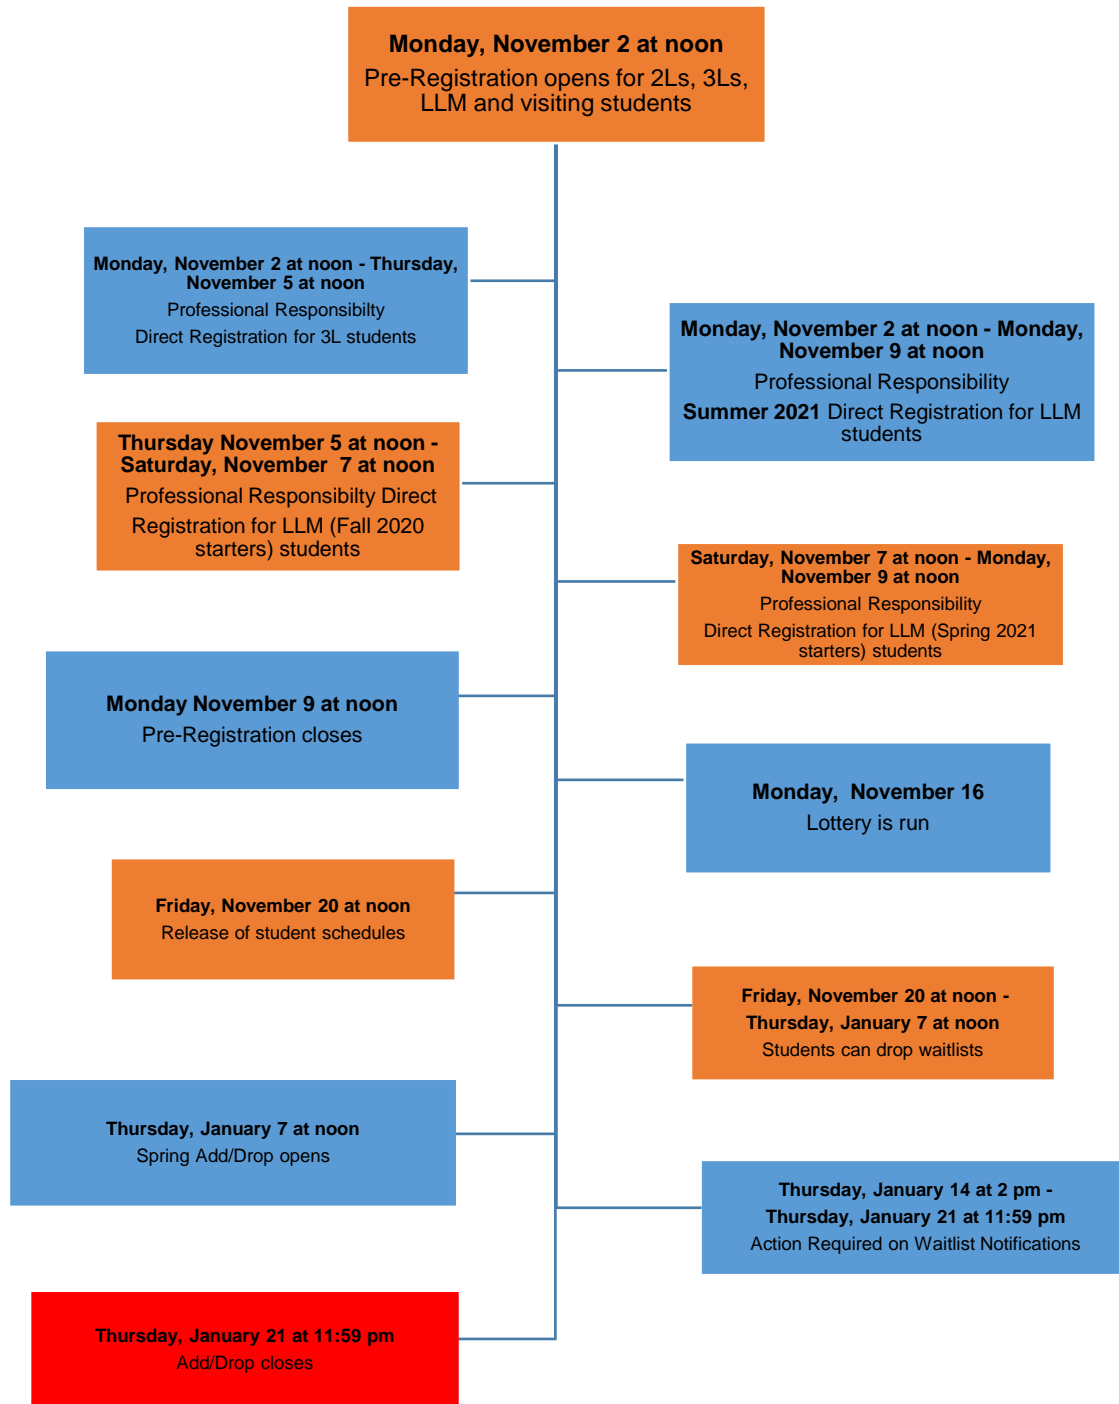 Monday, November 2 at noon
Pre-Registration opens for 2Ls, 3Ls,
LLM and visiting students
Monday, November 2 at noon - Thursday,
November 5 at noon
Professional Responsibilty
Direct Registration for 3L students
Monday, November 2 at noon - Monday,
November 9 at noon
Professional Responsibility
Summer 2021 Direct Registration for LLM
students
Thursday November 5 at noon -
Saturday, November 7 at noon
Professional Responsibilty Direct
Registration for LLM (Fall 2020
starters) students
Saturday, November 7 at noon - Monday,
November 9 at noon
Professional Responsibility
Direct Registration for LLM (Spring 2021
starters) students
Monday November 9 at noon
Pre-Registration closes
Monday, November 16
Lottery is run
Friday, November 20 at noon
Release of student schedules
Friday, November 20 at noon -
Thursday, January 7 at noon
Students can drop waitlists
Thursday, January 7 at noon
Spring Add/Drop opens
Thursday, January 14 at 2 pm -
Thursday, January 21 at 11:59 pm
Action Required on Waitlist Notifications
Thursday, January 21 at 11:59 pm
Add/Drop closes